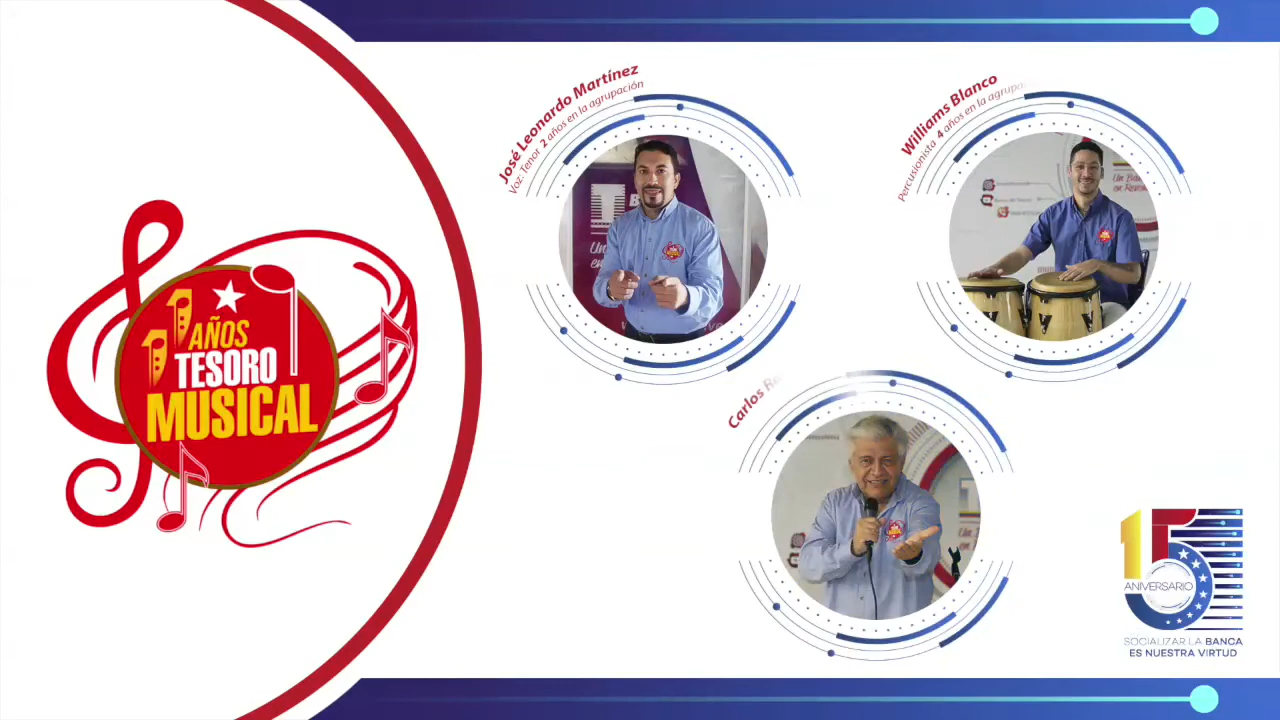 11 AÑOS
TESORO
MUSICAL
José Leonardo Martínez
Voz: Tenor 2 años en la agrupación
Williams Blanco
Percusionista 4 años en la
Carlos
15
ANIVERSARIO
SOCIALIZAR LA BANCA
ES NUESTRA VIRTUD